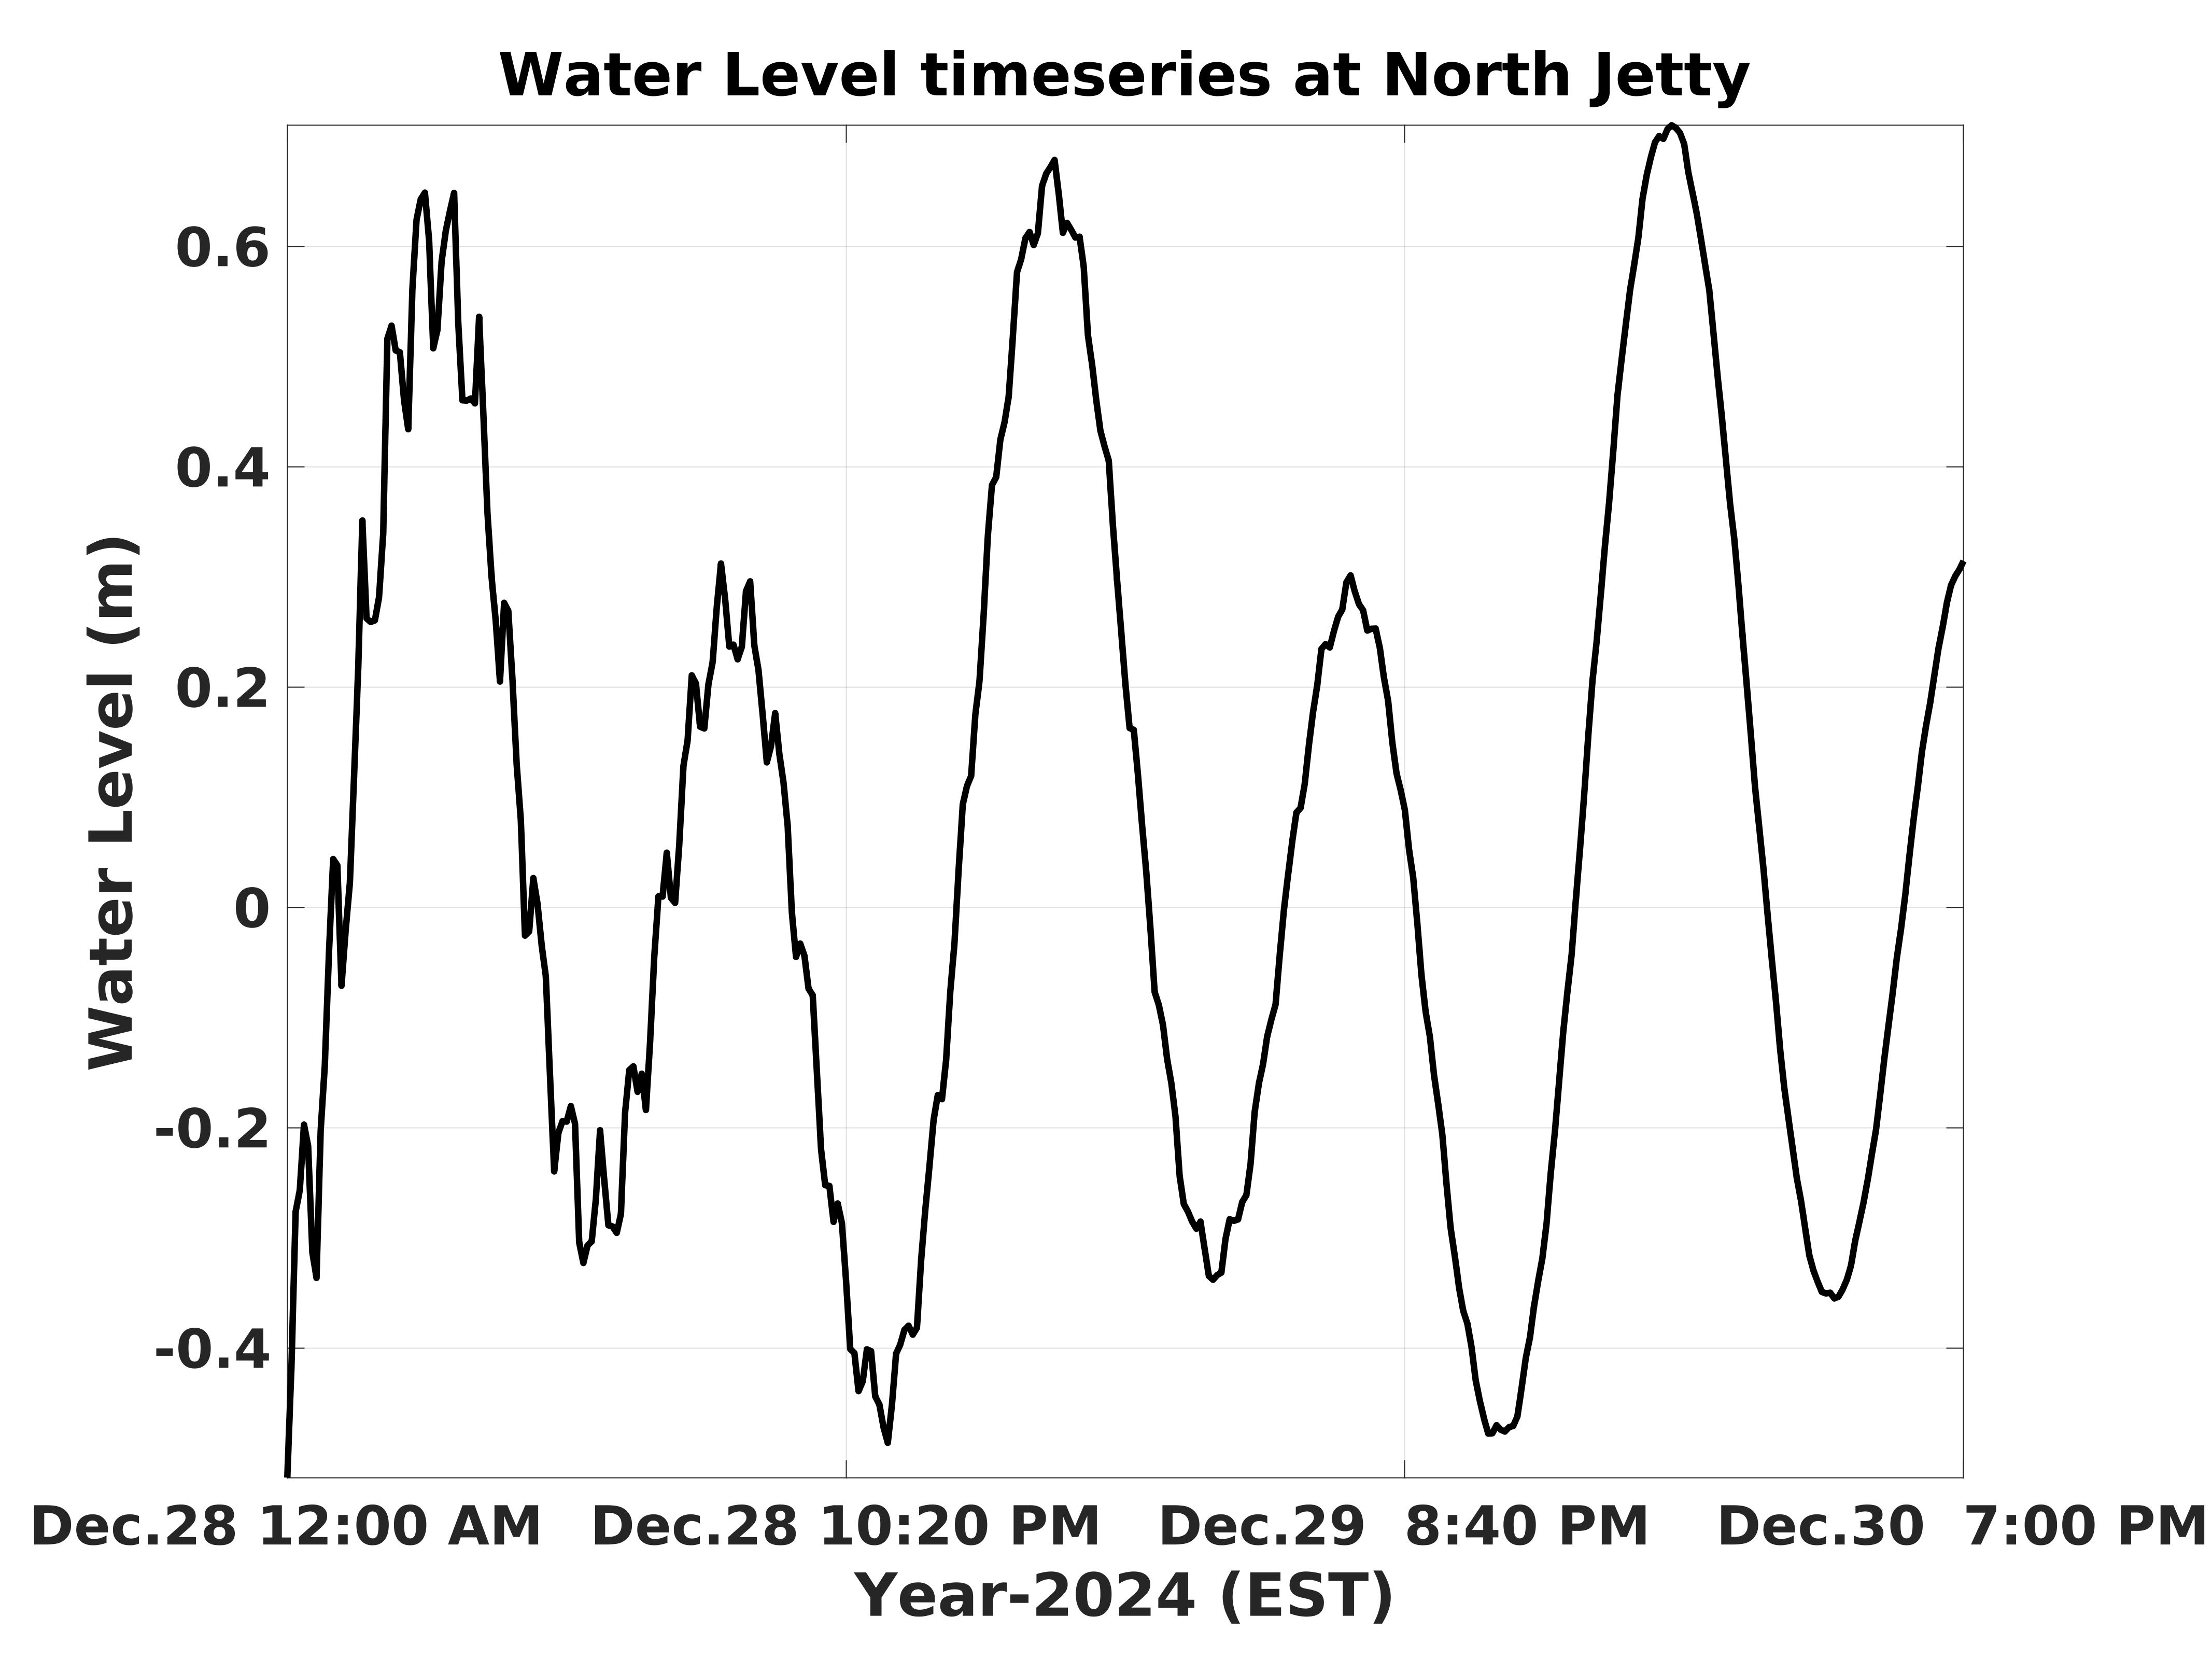 Water Level timeseries at North Jetty
0.6
0.4
0.2
0
-0.2
-0.4
Water Level (m)
Dec.28 12:00 AM Dec.28 10:20 PM Dec.29 8:40 PM Dec.30 7:00 PM
Year-2024 (EST)